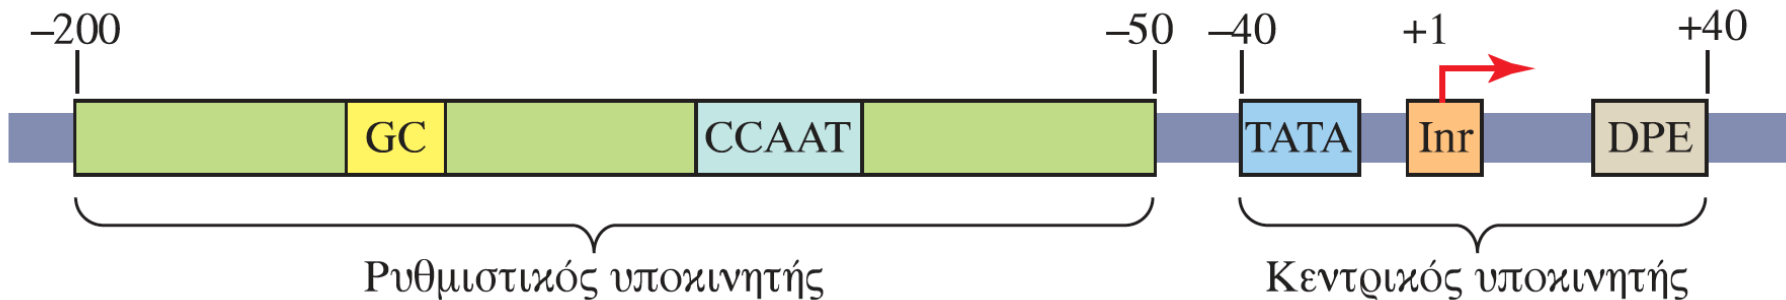 –200 –50 –40 +1 +40
GC CCAAT TATA Inr DPE
Ρυθμιστικός υποκινητής Κεντρικός υποκινητής